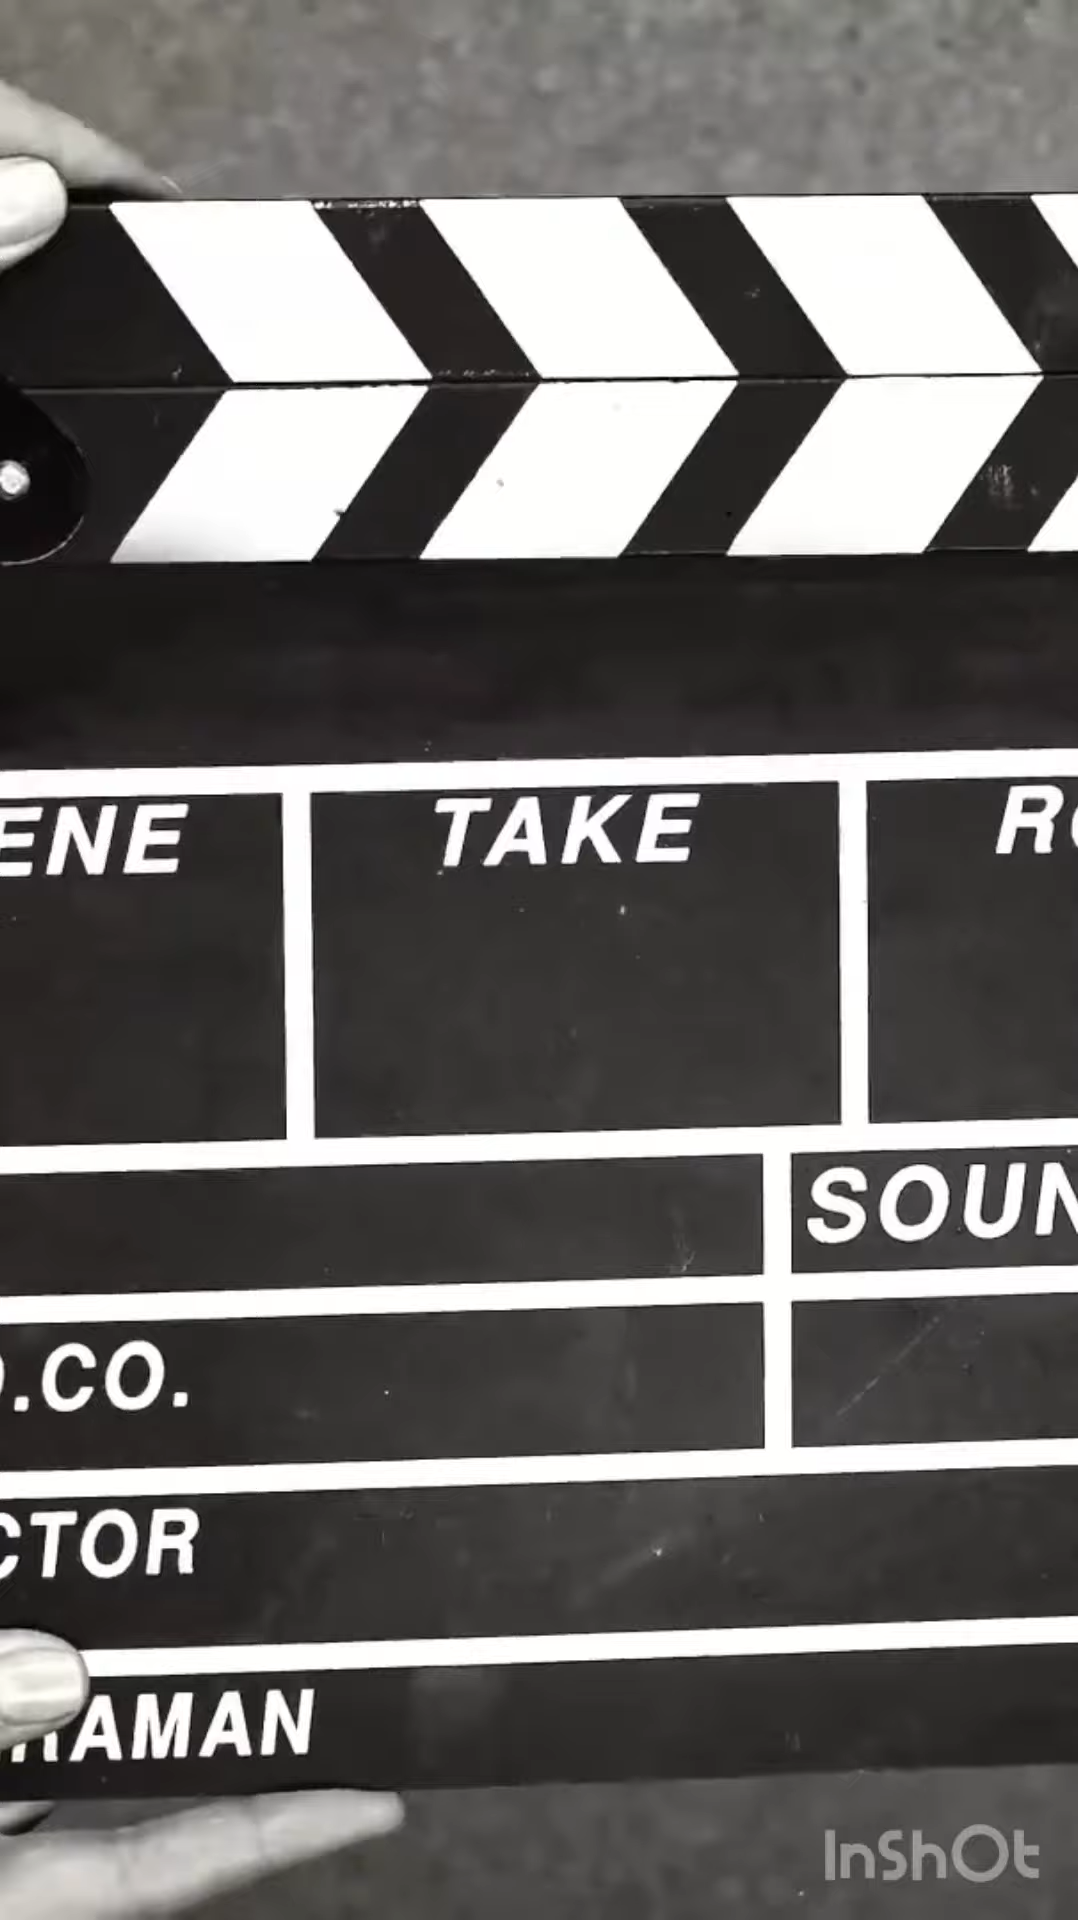 ENE TAKE RO
SOUN
.CO.
CTOR
RAMAN
InShOt